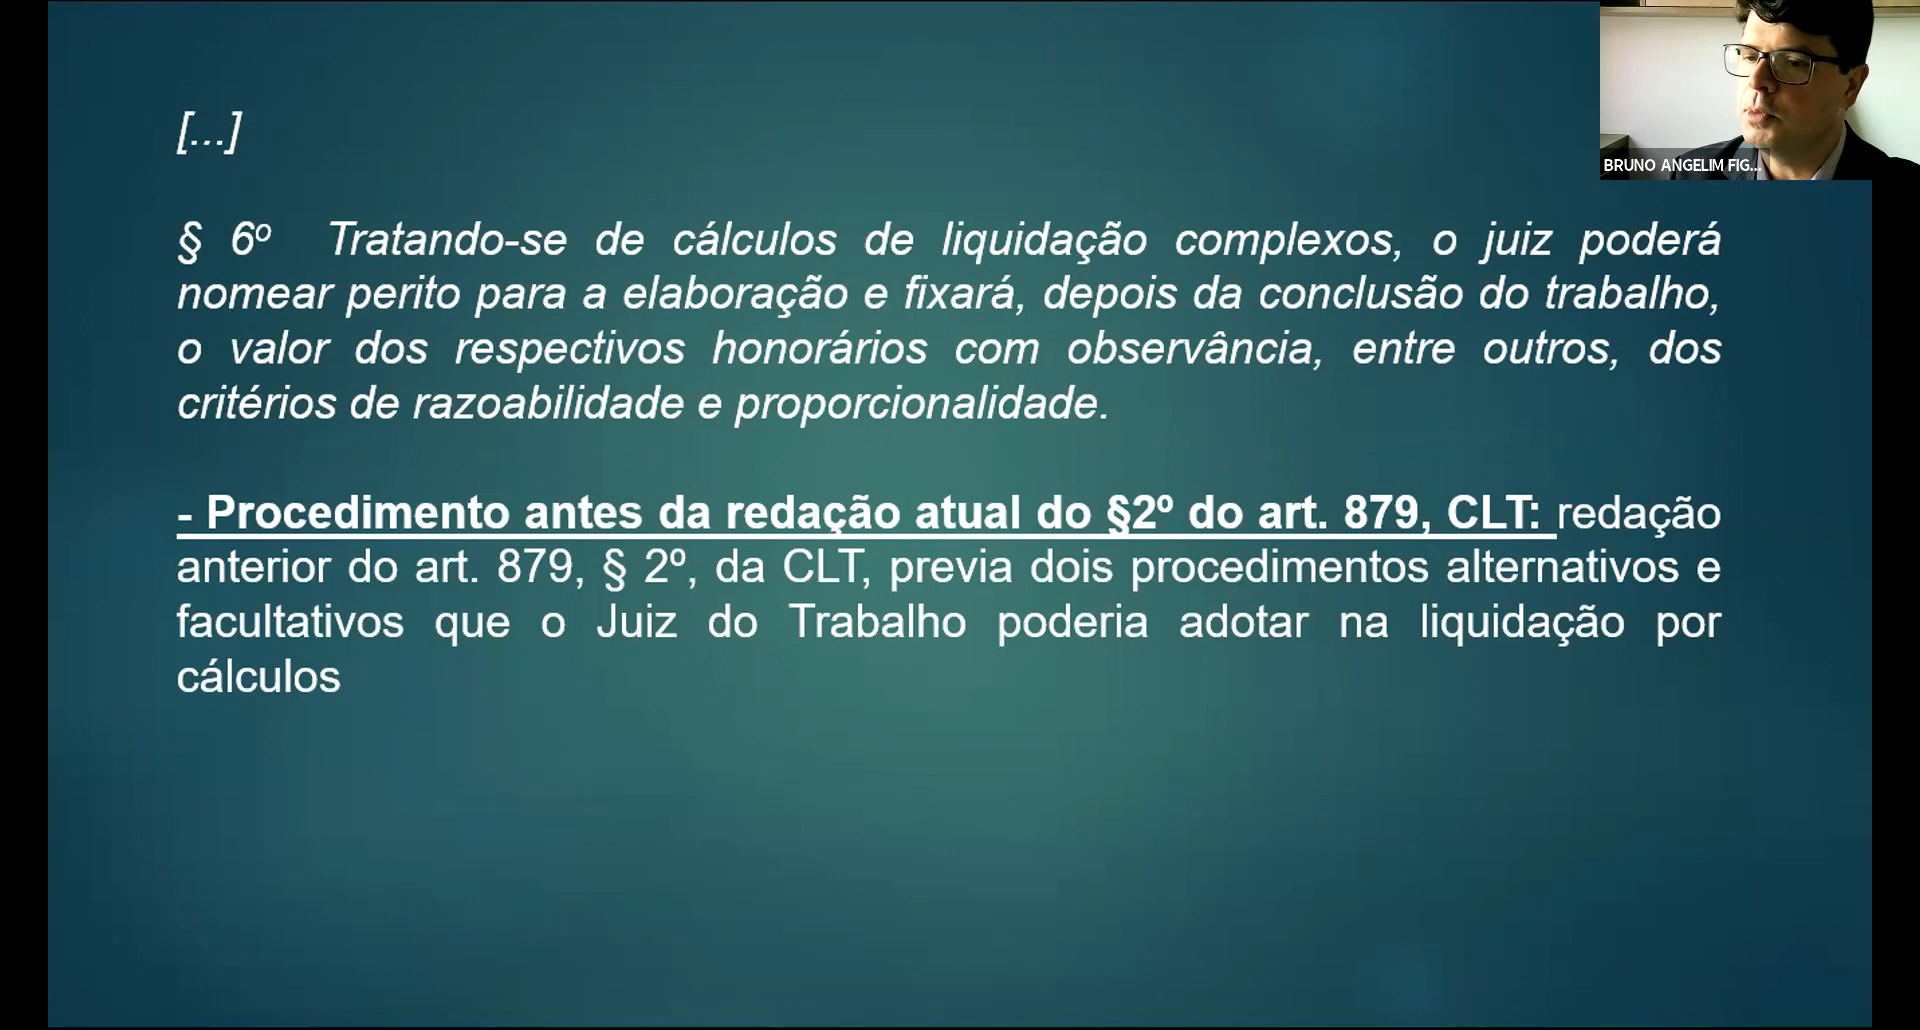 BRUNO ANGELIM FIG...
[...]
§ 6º Tratando-se de cálculos de liquidação complexos, o juiz poderá
nomear perito para a elaboração e fixará, depois da conclusão do trabalho,
o valor dos respectivos honorários com observância, entre outros, dos
critérios de razoabilidade e proporcionalidade.
- Procedimento antes da redação atual do §2º do art. 879, CLT: redação
anterior do art. 879, § 2º, da CLT, previa dois procedimentos alternativos e
facultativos que o Juiz do Trabalho poderia adotar na liquidação por
cálculos